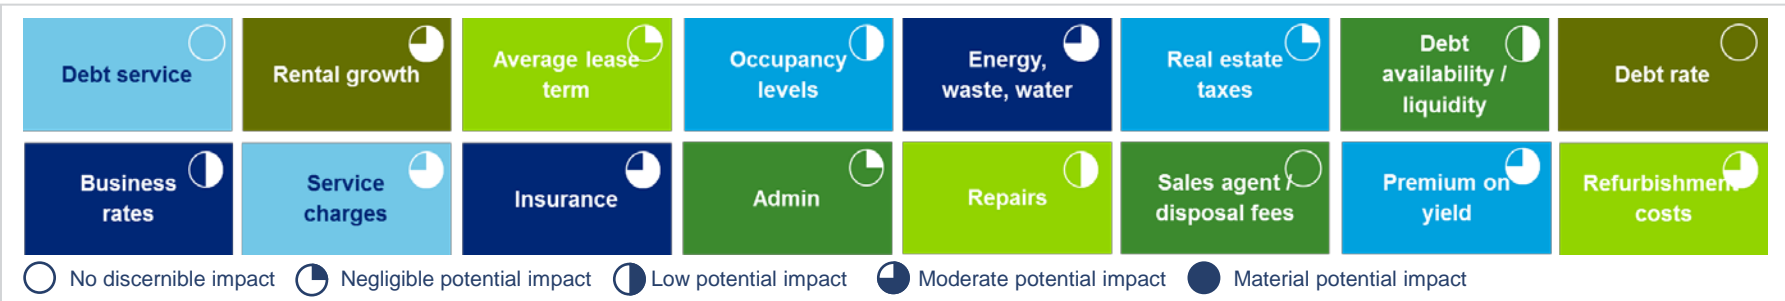 Debt service
Rental growth
Average lease
term
Occupancy
levels
Energy,
waste, water
Real estate
taxes
Debt
availability /
liquidity
Debt rate
Business
rates
Service
charges
Insurance
Admin
Repairs
Sales agent /
disposal fees
Premium on
yield
Refurbishment
costs
No discernible impact
Negligible potential impact
Low potential impact
Moderate potential impact
Material potential impact